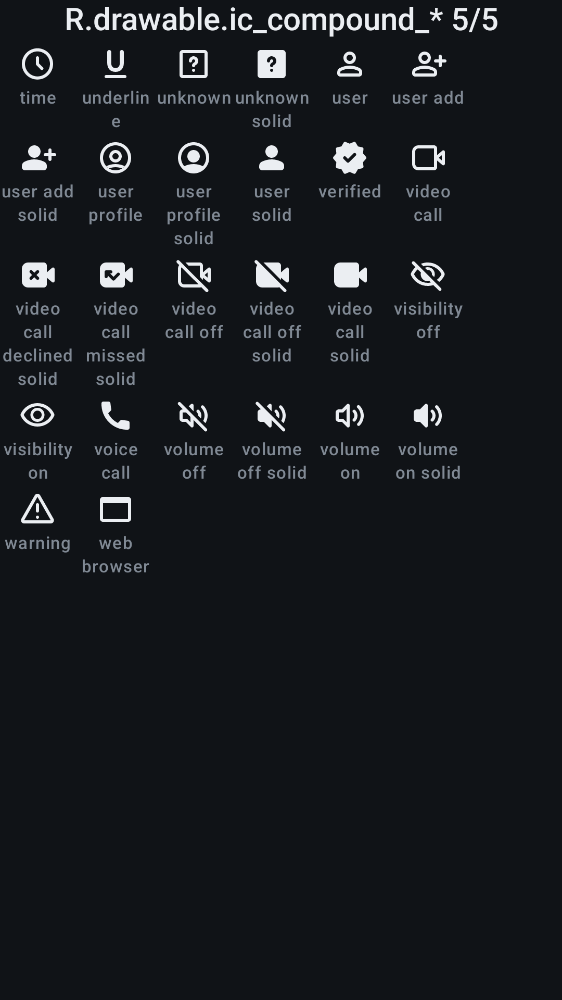 R.drawable.ic_compound_* 5/5
time underlin unknown unknown user user add
e solid
user add user user user verified video
solid profile profile solid call
solid
video video video video video visibility
call call call off call off call off
declined missed solid solid
solid solid
visibility voice volume volume volume volume
on call off off solid on on solid
warning web
browser